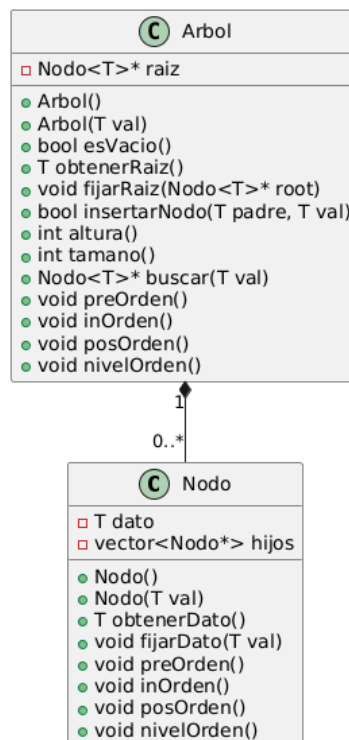 C Arbol
Nodo<T>* raiz
Arbol()
Arbol(T val)
bool esVacio()
T obtenerRaiz()
void fijarRaiz(Nodo<T>* root)
bool insertarNodo(T padre, T val)
int altura()
int tamano()
Nodo<T>* buscar(T val)
void preOrden()
void inOrden()
void posOrden()
void nivelOrden()
1
0..*
C Nodo
T dato
vector<Nodo*> hijos
Nodo()
Nodo(T val)
T obtenerDato()
void fijarDato(T val)
void preOrden()
void inOrden()
void posOrden()
void nivelOrden()